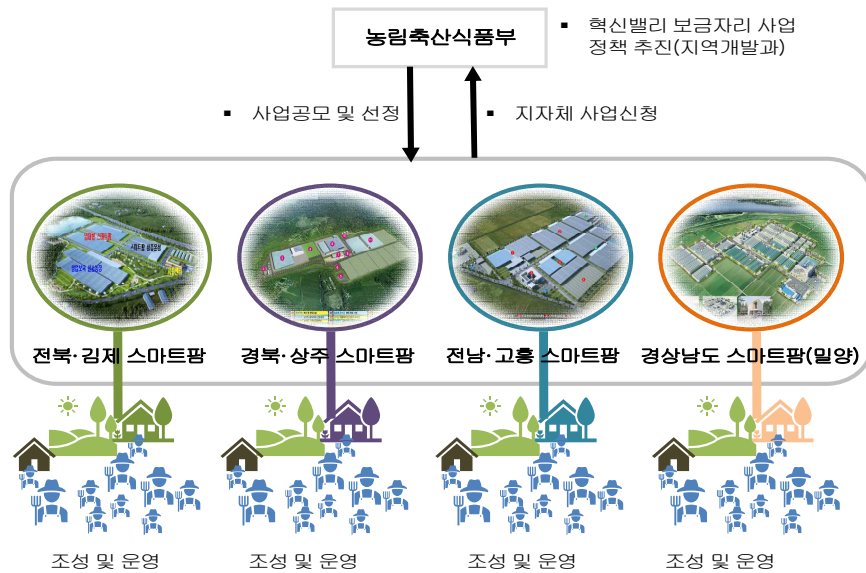 농림축산식품부
▪ 혁신밸리 보금자리 사업
정책 추진(지역개발과)
▪ 사업공모 및 선정
▪ 지자체 사업신청
전북·김제 스마트팜
경북·상주 스마트팜
전남·고흥 스마트팜
경상남도 스마트팜(밀양)
조성 및 운영
조성 및 운영
조성 및 운영
조성 및 운영